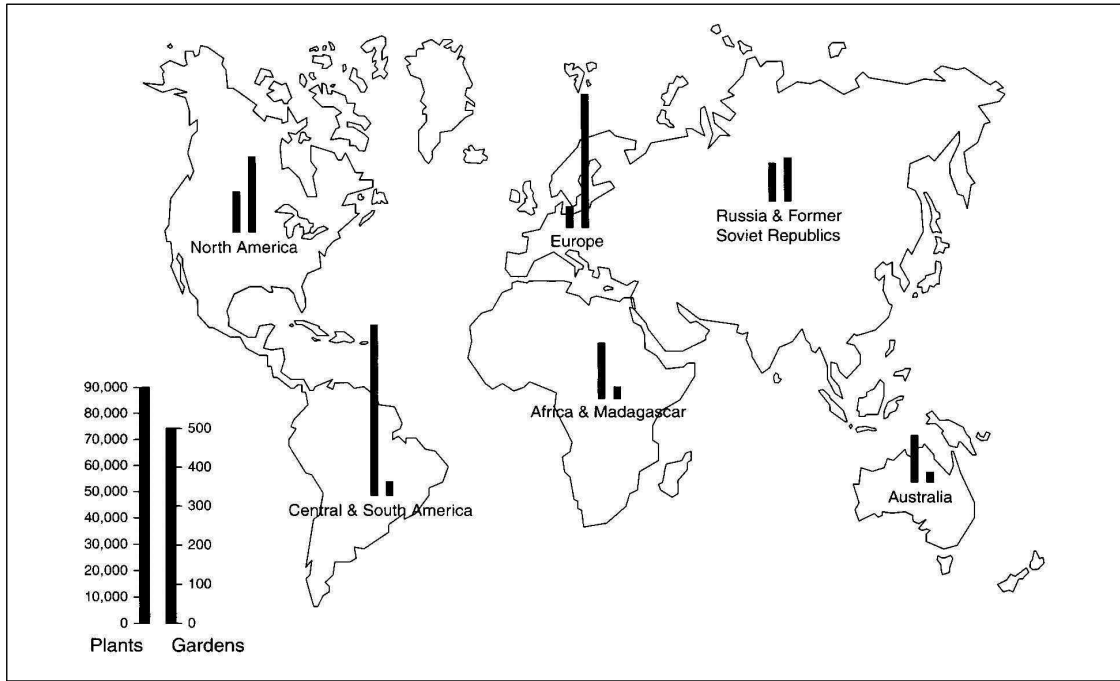 North America
Europe
Russia & Former
Soviet Republics
Africa & Madagascar
Central & South America
Australia
90,000
80,000
70,000
60,000
50,000
40,000
30,000
20,000
10,000
0
500
400
300
200
100
0
Plants Gardens